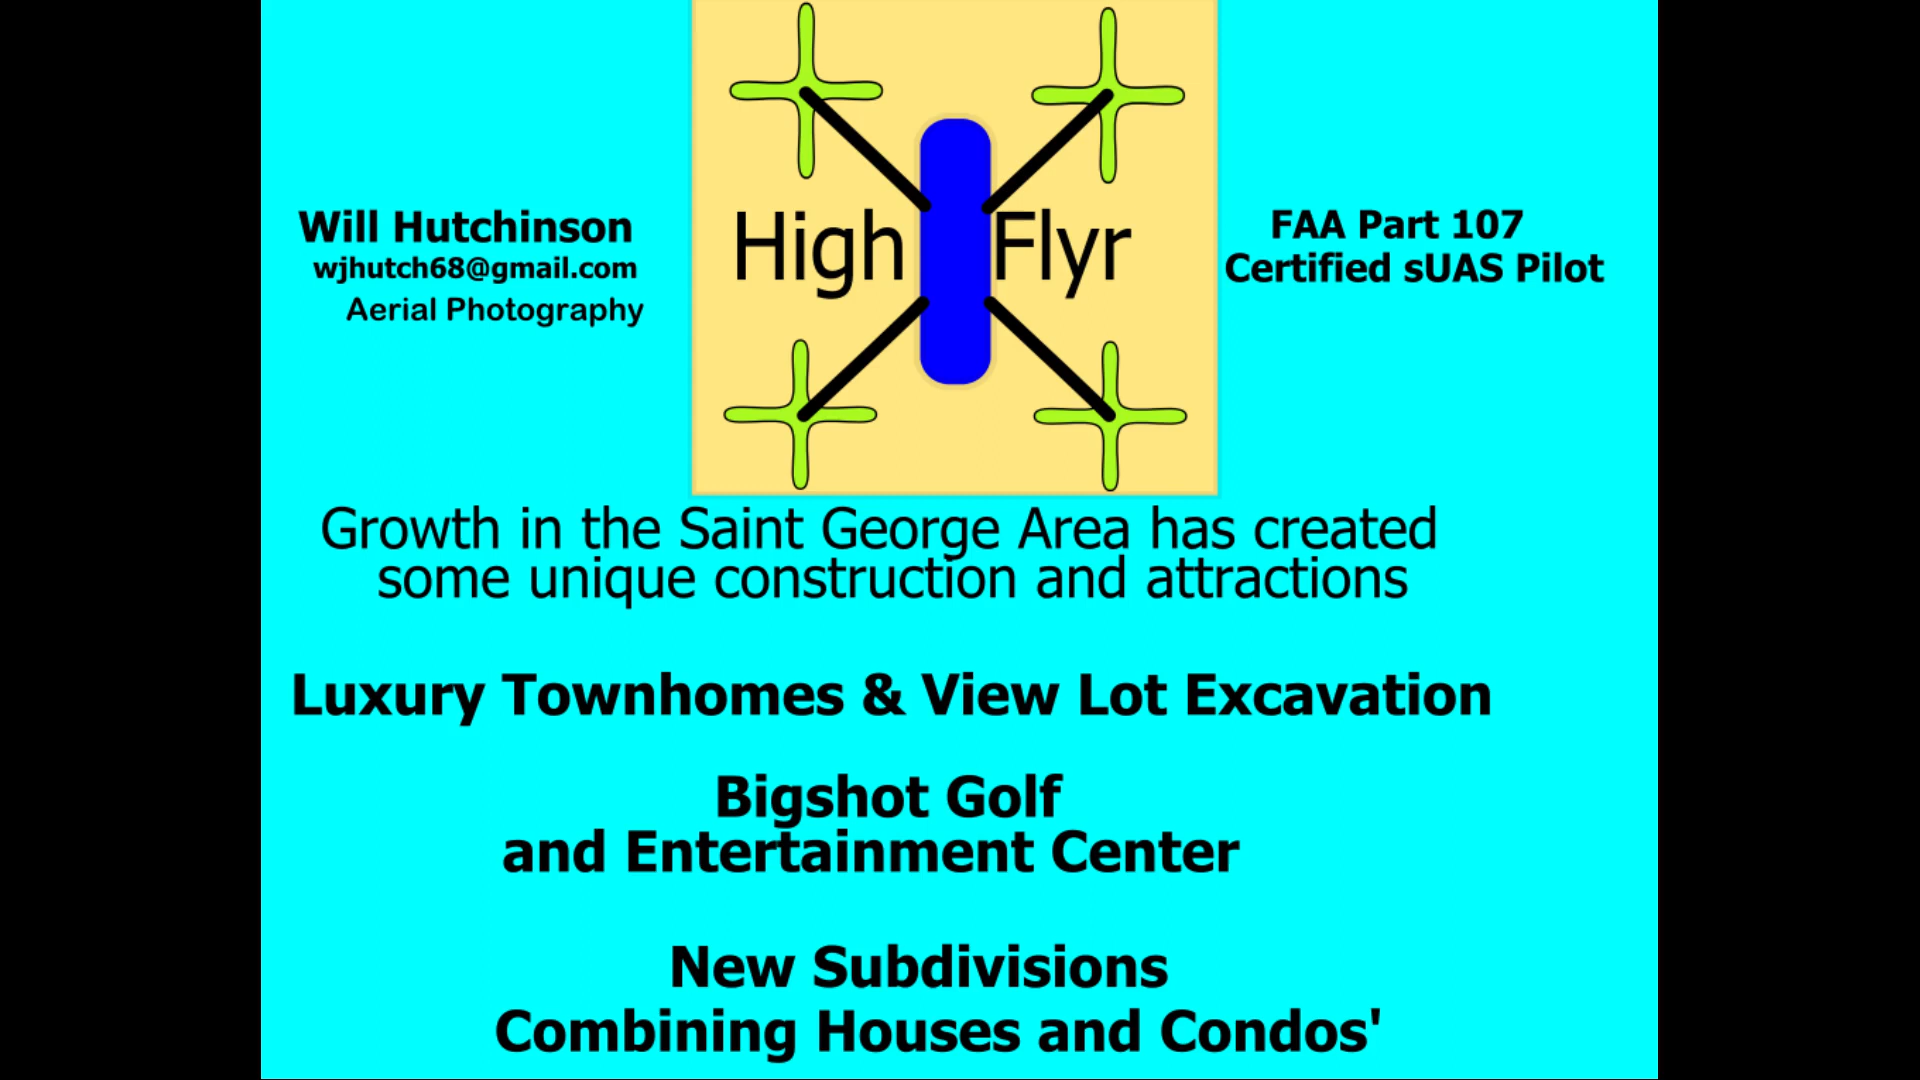 Will Hutchinson
wjhutch68@gmail.com
Aerial Photography
High Flyr
FAA Part 107
Certified sUAS Pilot
Growth in the Saint George Area has created
some unique construction and attractions
Luxury Townhomes & View Lot Excavation
Bigshot Golf
and Entertainment Center
New Subdivisions
Combining Houses and Condos'